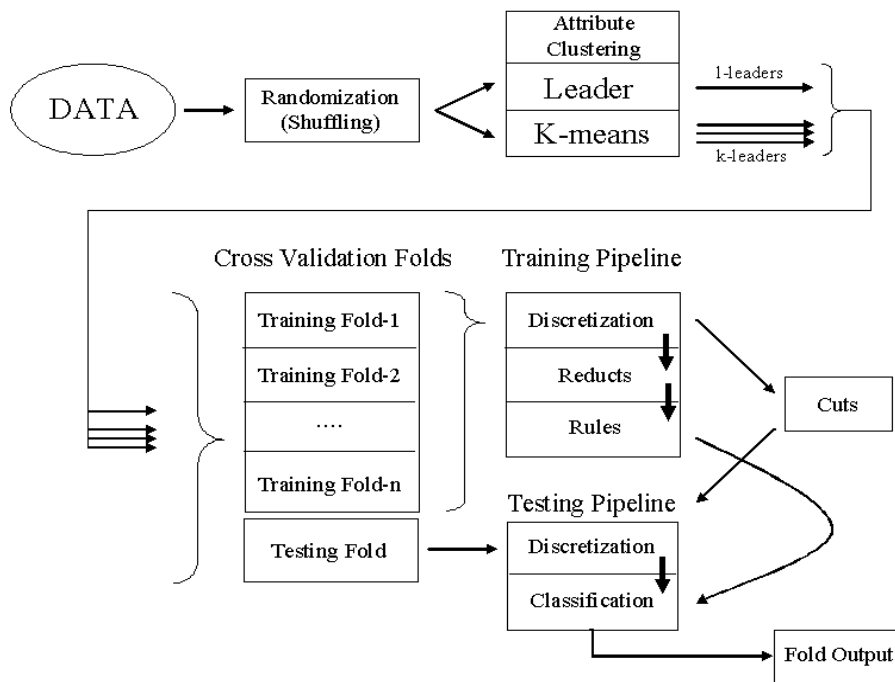 DATA
Randomization
(Shuffling)
Attribute
Clustering
Leader
K-means
l-leaders
k-leaders
Cross Validation Folds
Training Fold-1
Training Fold-2
....
Training Fold-n
Testing Fold
Training Pipeline
Discretization
Reducts
Rules
Cuts
Testing Pipeline
Discretization
Classification
Fold Output